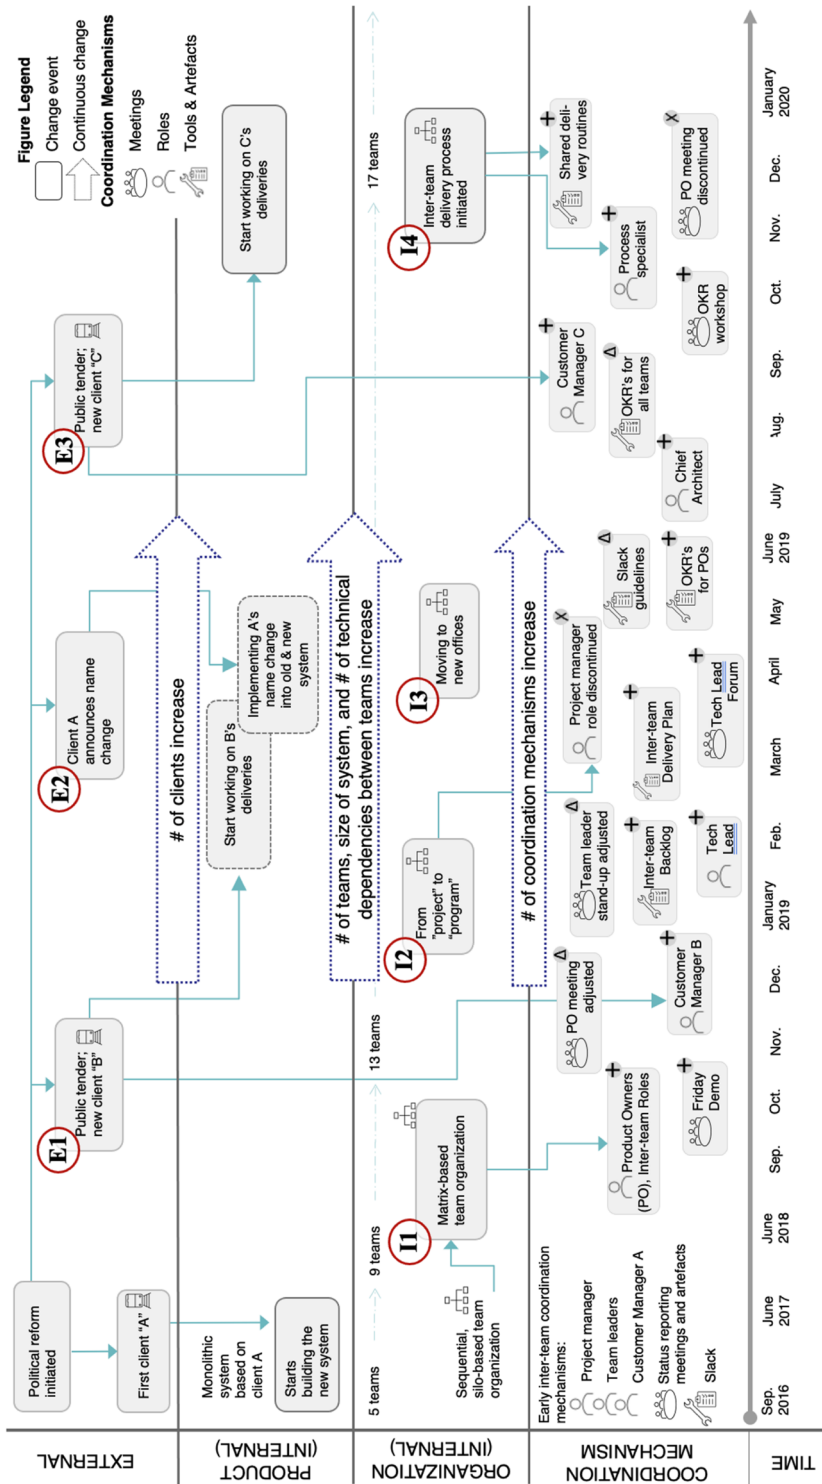 Figure Legend
Change event
Continuous change
Coordination Mechanisms
Meetings
Roles
Tools & Artefacts
EXTERNAL
Political reform
initiated
First client "A"
E1
Public tender;
new client "B"
E2
Client A
announces name
change
E3
Public tender;
new client "C"
# of clients increase
PRODUCT
(INTERNAL)
Monolithic
system based on
client A
Starts
building the
new system
Start working on B's
deliveries
Implementing A's
name change
into old & new
system
Start working on C's
deliveries
# of teams, size of system, and # of technical
dependencies between teams increase
ORGANIZATION
(INTERNAL)
5 teams
9 teams
13 teams
17 teams
Sequential,
silo-based team
organization
I1
Matrix-based
team organization
I2
From
"project" to
"program"
I3
Moving to
new offices
I4
Inter-team
delivery process
initiated
# of coordination mechanisms increase
COORDINATION
MECHANISM
Early inter-team coordination
mechanisms:
Project manager
Team leaders
Customer Manager A
Status reporting
meetings and artefacts
Slack
+
Product Owners
(PO), Inter-team Roles
+
Friday
Demo
Δ
PO meeting
adjusted
+
Customer
Manager B
Δ
Team leader
stand-up adjusted
+
Inter-team
Backlog
+
Tech
Lead
X
Project manager
role discontinued
+
Inter-team
Delivery Plan
+
Tech Lead
Forum
Δ
Slack
guidelines
+
OKR's
for POs
+
Chief
Architect
+
Customer
Manager C
Δ
OKR's for
all teams
+
OKR
workshop
+
Process
specialist
+
Shared deli-
very routines
X
PO meeting
discontinued
TIME
Sep.
2016
June
2017
June
2018
Sep.
Oct.
Nov.
Dec.
January
2019
Feb.
March
April
May
June
2019
July
Aug.
Sep.
Oct.
Nov.
Dec.
January
2020